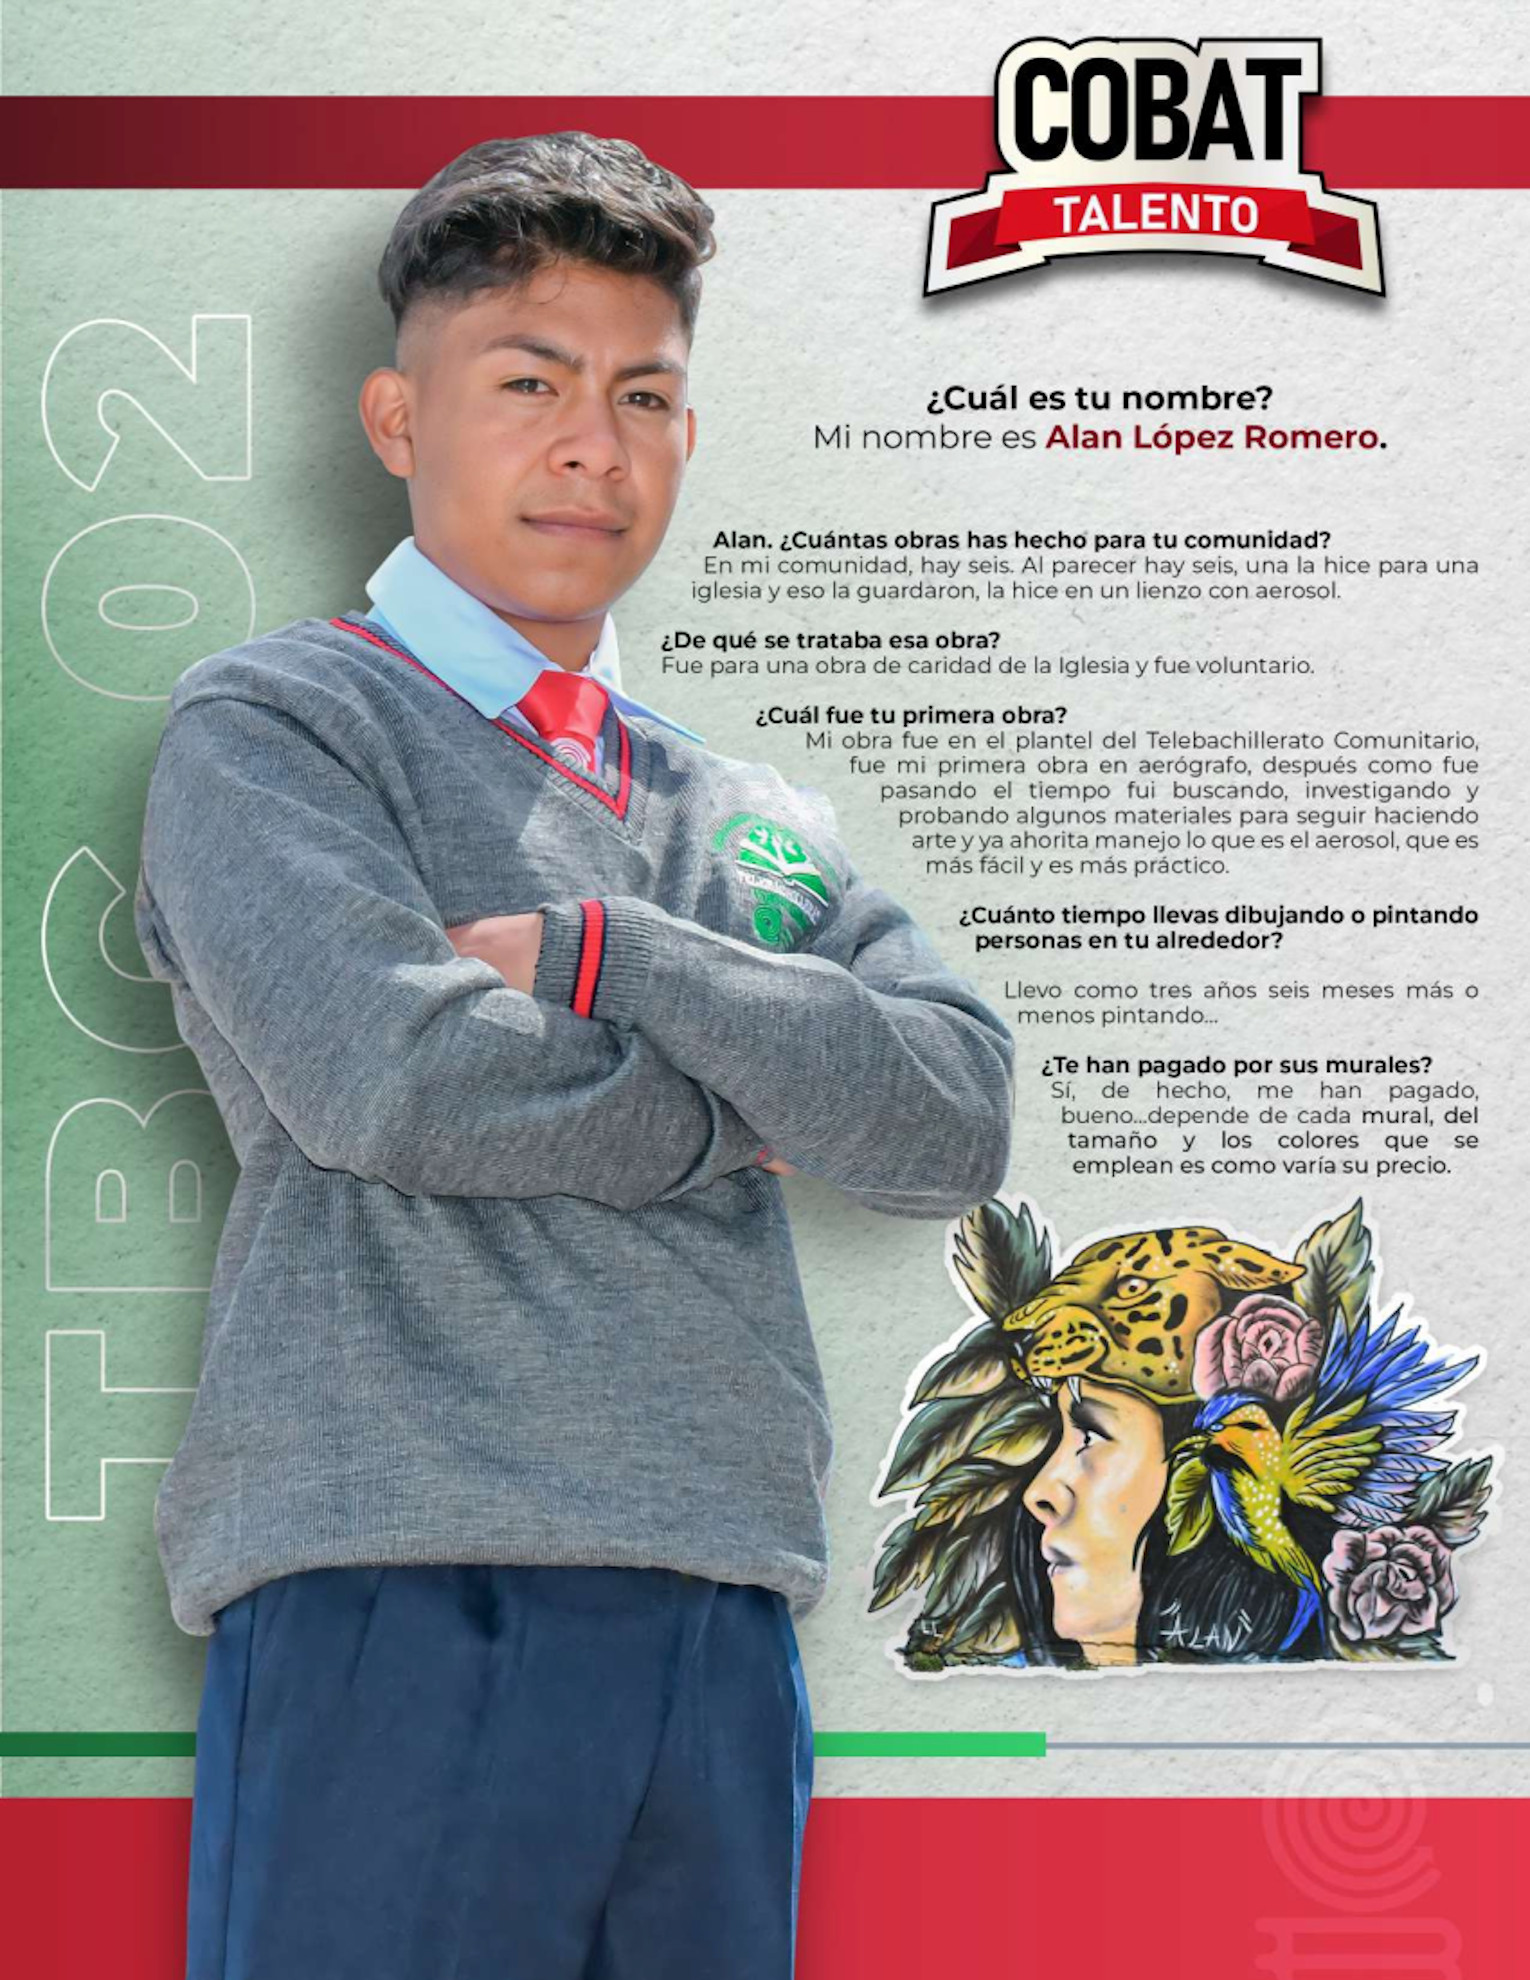 COBAT
TALENTO
TBC 02
¿Cuál es tu nombre?
Mi nombre es Alan López Romero.
Alan. ¿Cuántas obras has hecho para tu comunidad?
En mi comunidad, hay seis. Al parecer hay seis, una la hice para una
iglesia y eso la guardaron, la hice en un lienzo con aerosol.
¿De qué se trataba esa obra?
Fue para una obra de caridad de la Iglesia y fue voluntario.
¿Cuál fue tu primera obra?
Mi obra fue en el plantel del Telebachillerato Comunitario,
fue mi primera obra en aerógrafo, después como fue
pasando el tiempo fui buscando, investigando y
probando algunos materiales para seguir haciendo
arte y ya ahorita manejo lo que es el aerosol, que es
más fácil y es más práctico.
¿Cuánto tiempo llevas dibujando o pintando
personas en tu alrededor?
Llevo como tres años seis meses más o
menos pintando...
¿Te han pagado por sus murales?
Sí, de hecho, me han pagado,
bueno...depende de cada mural, del
tamaño y los colores que se
emplean es como varía su precio.
"ALAN"